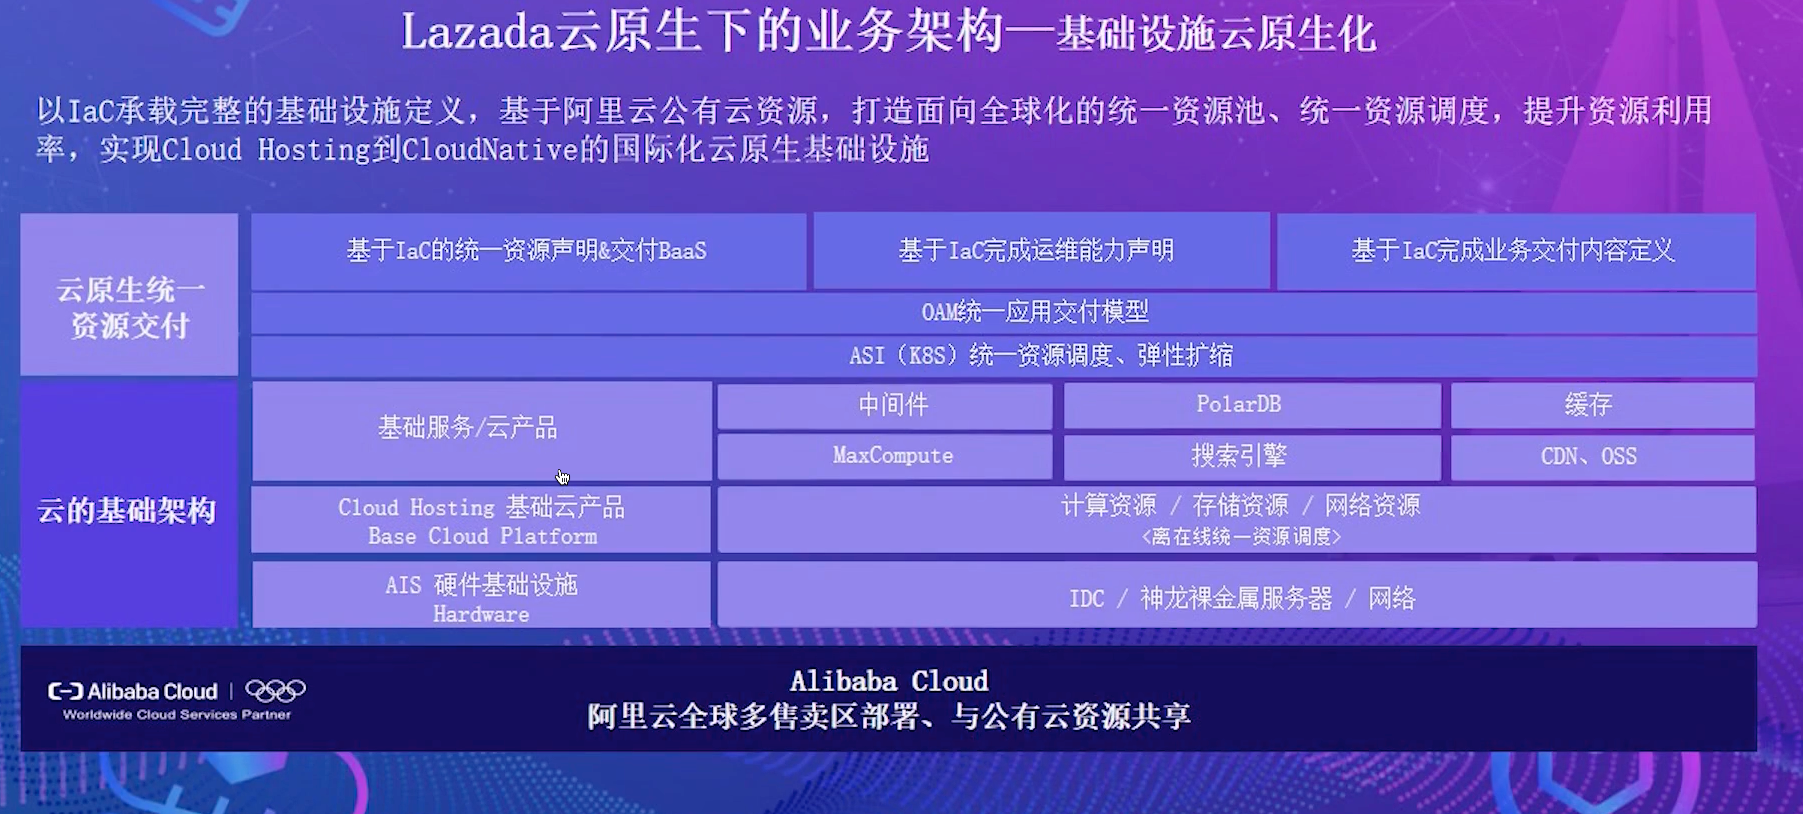 Lazada云原生下的业务架构—基础设施云原生化
以IaC承载完整的基础设施定义，基于阿里云公有云资源，打造面向全球化的统一资源池、统一资源调度，提升资源利用
率，实现Cloud Hosting到CloudNative的国际化云原生基础设施
云原生统一
资源交付
基于IaC的统一资源声明&交付BaaS
基于IaC完成运维能力声明
基于IaC完成业务交付内容定义
OAM统一应用交付模型
ASI（K8S）统一资源调度、弹性扩缩
云的基础架构
基础服务/云产品
中间件
PolarDB
缓存
MaxCompute
搜索引擎
CDN、OSS
Cloud Hosting 基础云产品
Base Cloud Platform
计算资源 / 存储资源 / 网络资源
<离在线统一资源调度>
AIS 硬件基础设施
Hardware
IDC / 神龙裸金属服务器 / 网络
Alibaba Cloud
Worldwide Cloud Services Partner
Alibaba Cloud
阿里云全球多售卖区部署、与公有云资源共享